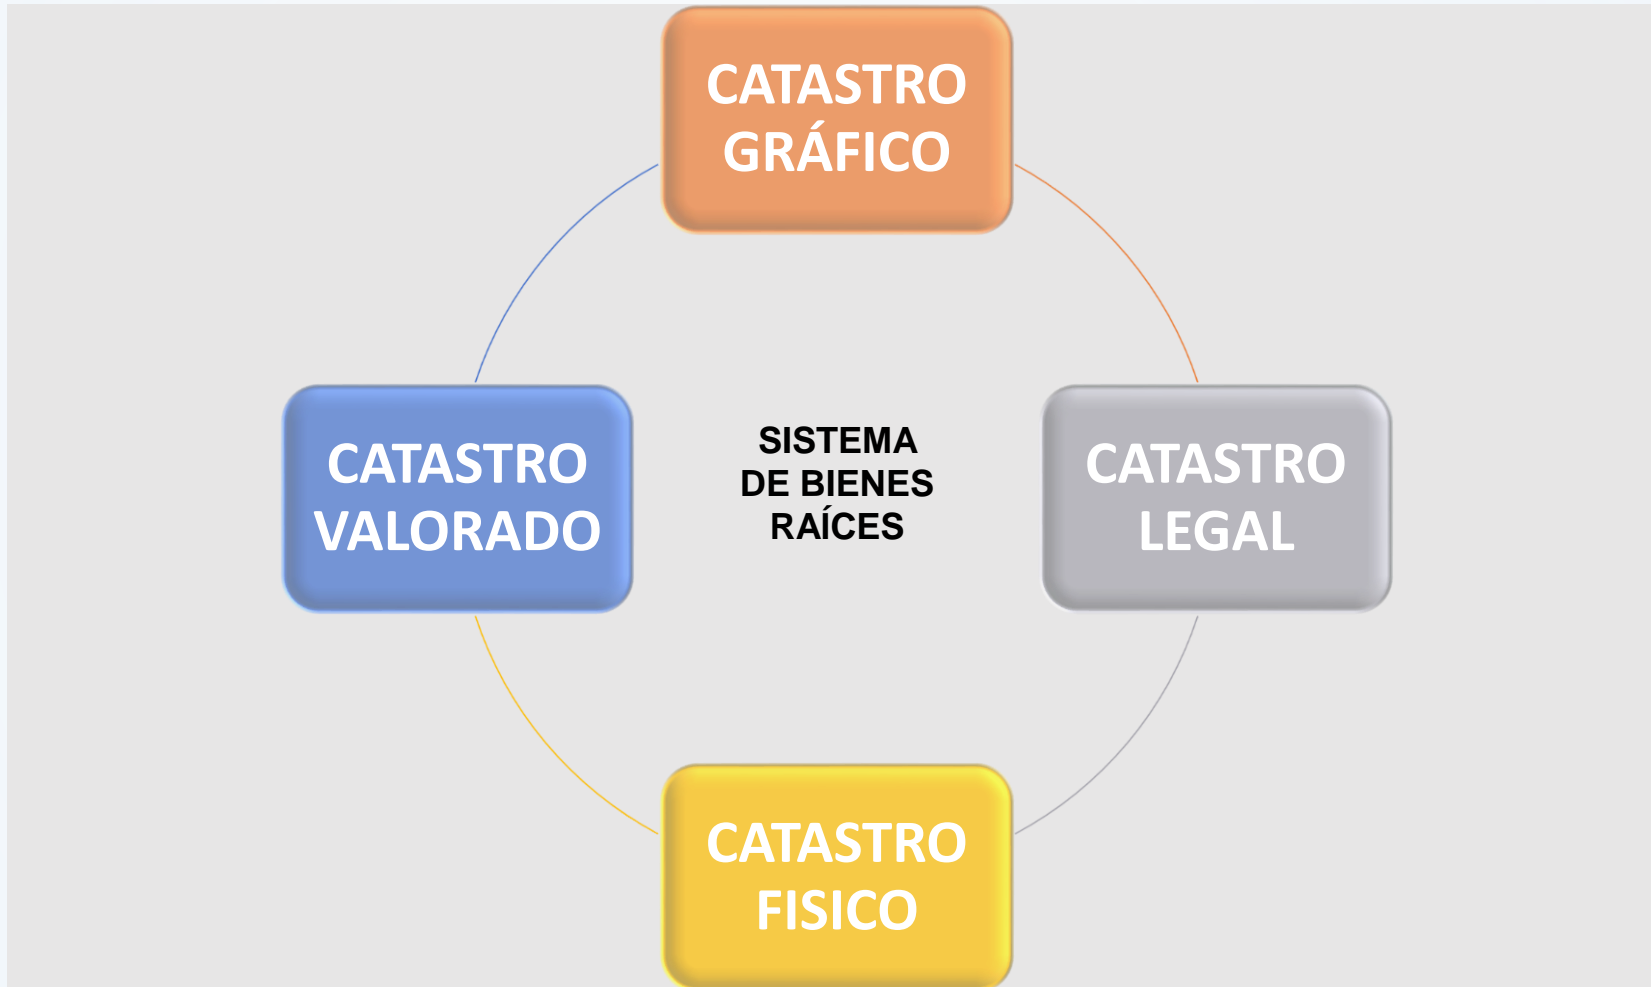 CATASTRO
GRÁFICO
CATASTRO
VALORADO
SISTEMA
DE BIENES
RAÍCES
CATASTRO
LEGAL
CATASTRO
FISICO